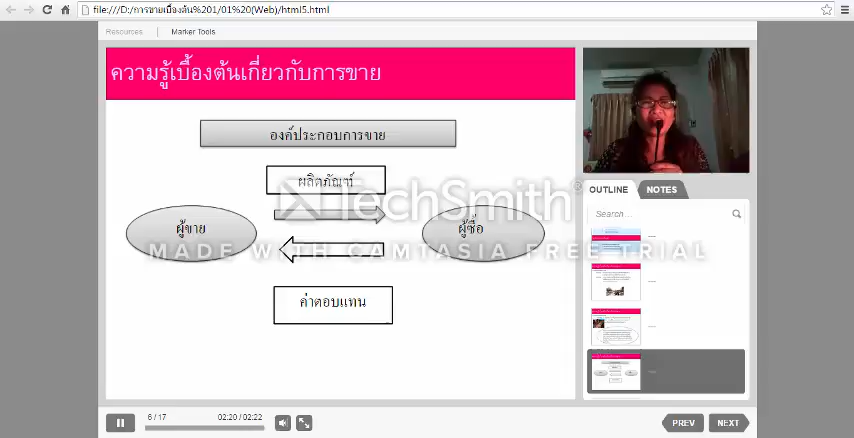 file:///D:/การขายเบื้องต้น%201/01%20(Web)/html5.html
Resources
Marker Tools
ความรู้เบื้องต้นเกี่ยวกับการขาย
องค์ประกอบการขาย
ผลิตภัณฑ์
ผู้ขาย
ผู้ซื้อ
ค่าตอบแทน
TechSmith
MADE WITH CAMTASIA FREE TRIAL
OUTLINE
NOTES
Search ...
6 / 17
02:20 / 02:22
PREV
NEXT